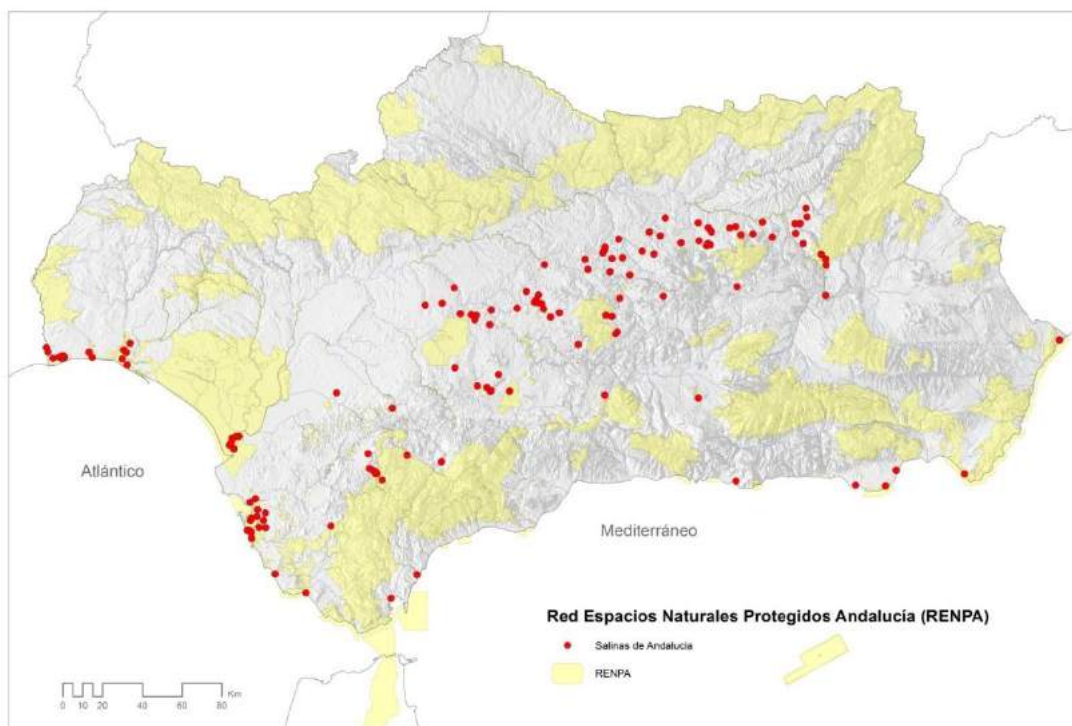 Atlántico
Mediterráneo
Red Espacios Naturales Protegidos Andalucía (RENPA)
Salinas de Andalucía
RENPA
Km
0 10 20 40 60 80